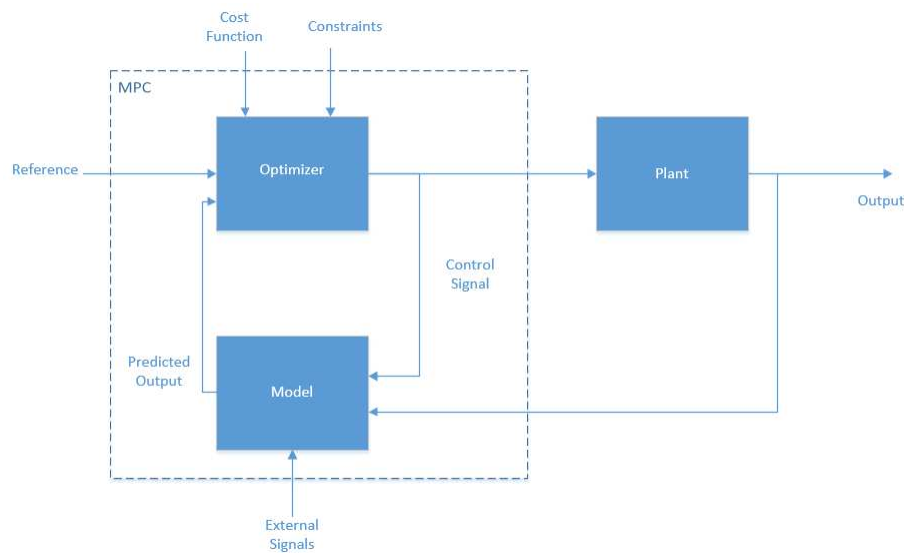 Cost
Function
Constraints
MPC
Reference
Optimizer
Plant
Output
Control
Signal
Predicted
Output
Model
External
Signals